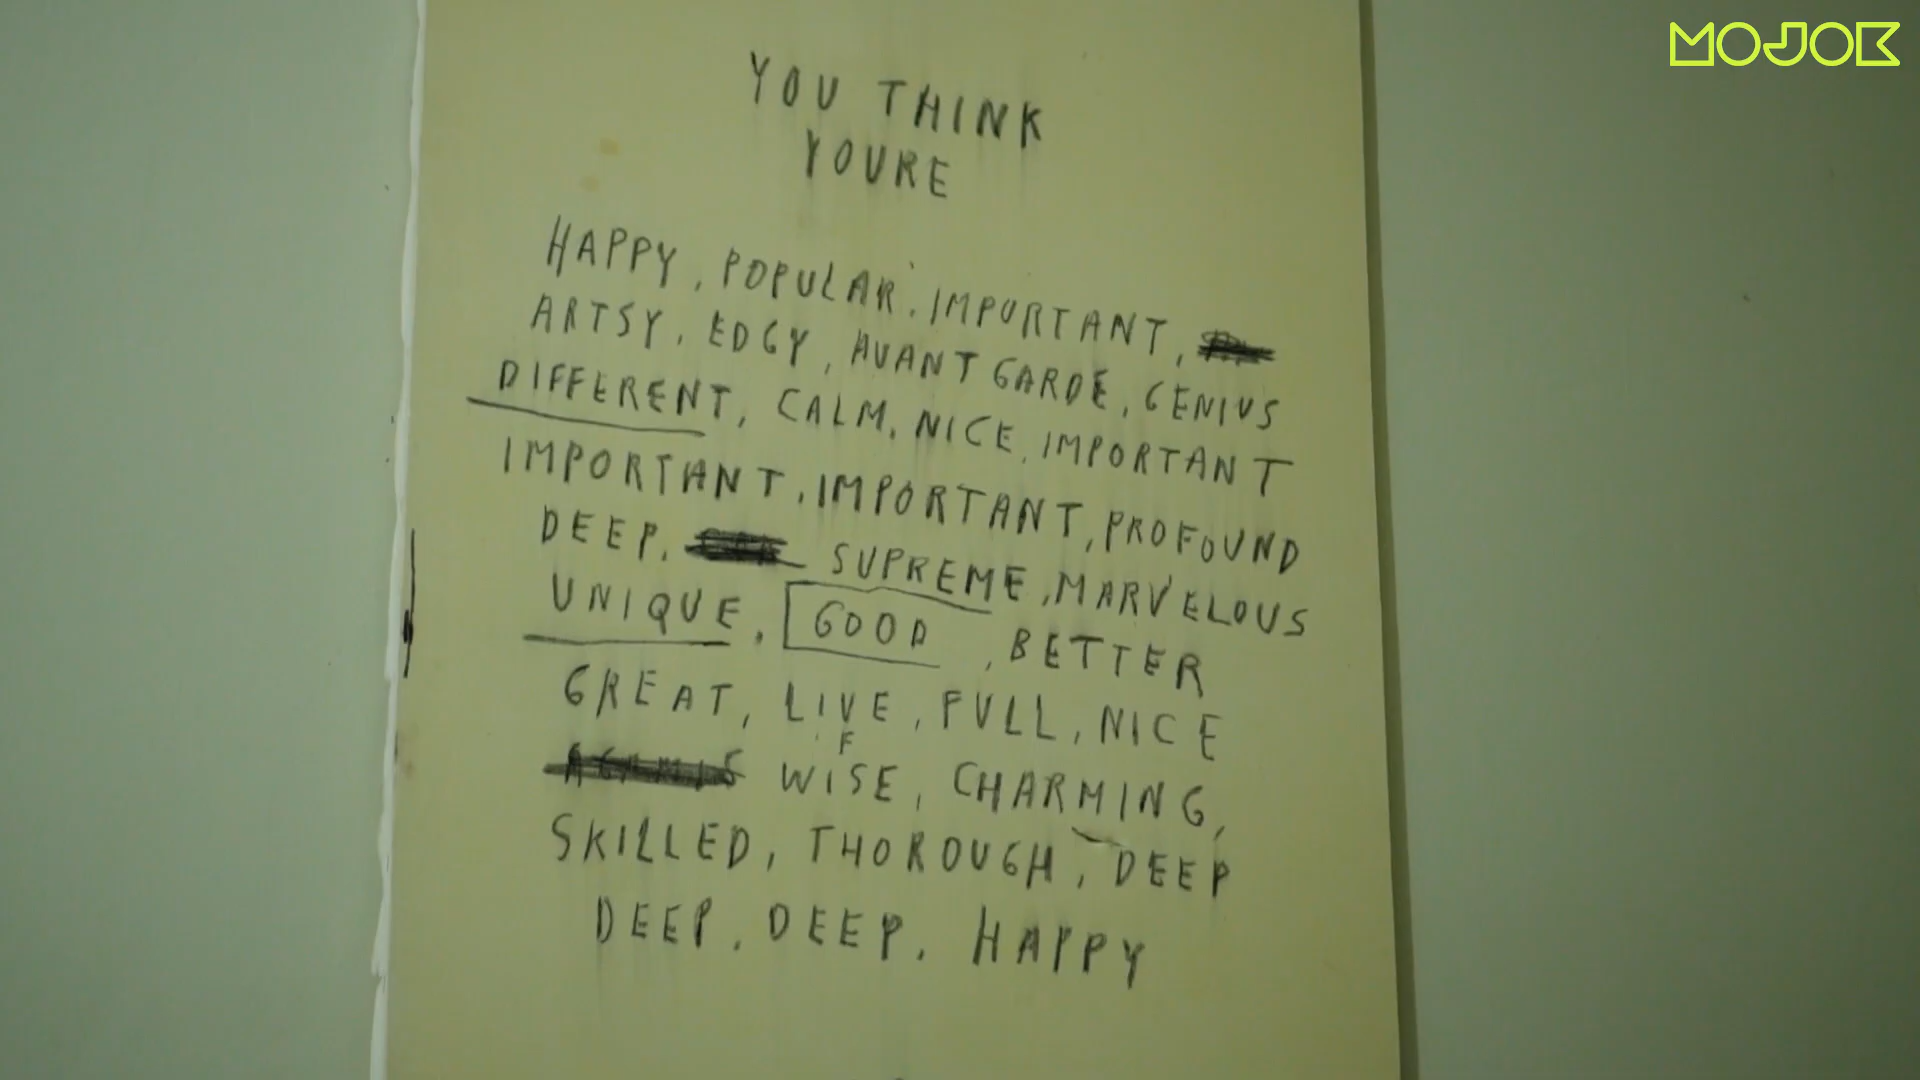 MOJOK
YOU THINK
YOURE
HAPPY, POPULAR, IMPORTANT,
ARTSY, EDGY, AVANT GARDE, GENIUS
DIFFERENT, CALM, NICE, IMPORTANT
IMPORTANT, IMPORTANT, PROFOUND
DEEP, SUPREME, MARVELOUS
UNIQUE, GOOD, BETTER
GREAT, LIVE, FULL, NICE
F
WISE, CHARMING,
SKILLED, THOROUGH, DEEP
DEEP, DEEP, HAPPY